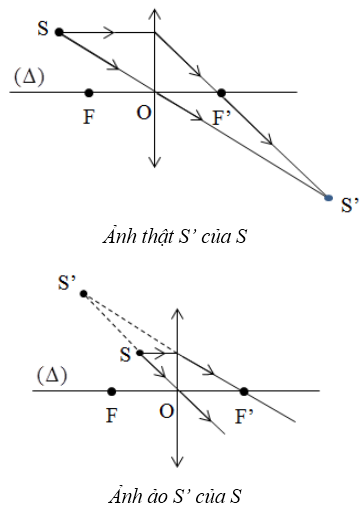 S
(Δ)
F
O
F'
S'
Ảnh thật S' của S
S'
S
(Δ)
F
O
F'
Ảnh ảo S' của S